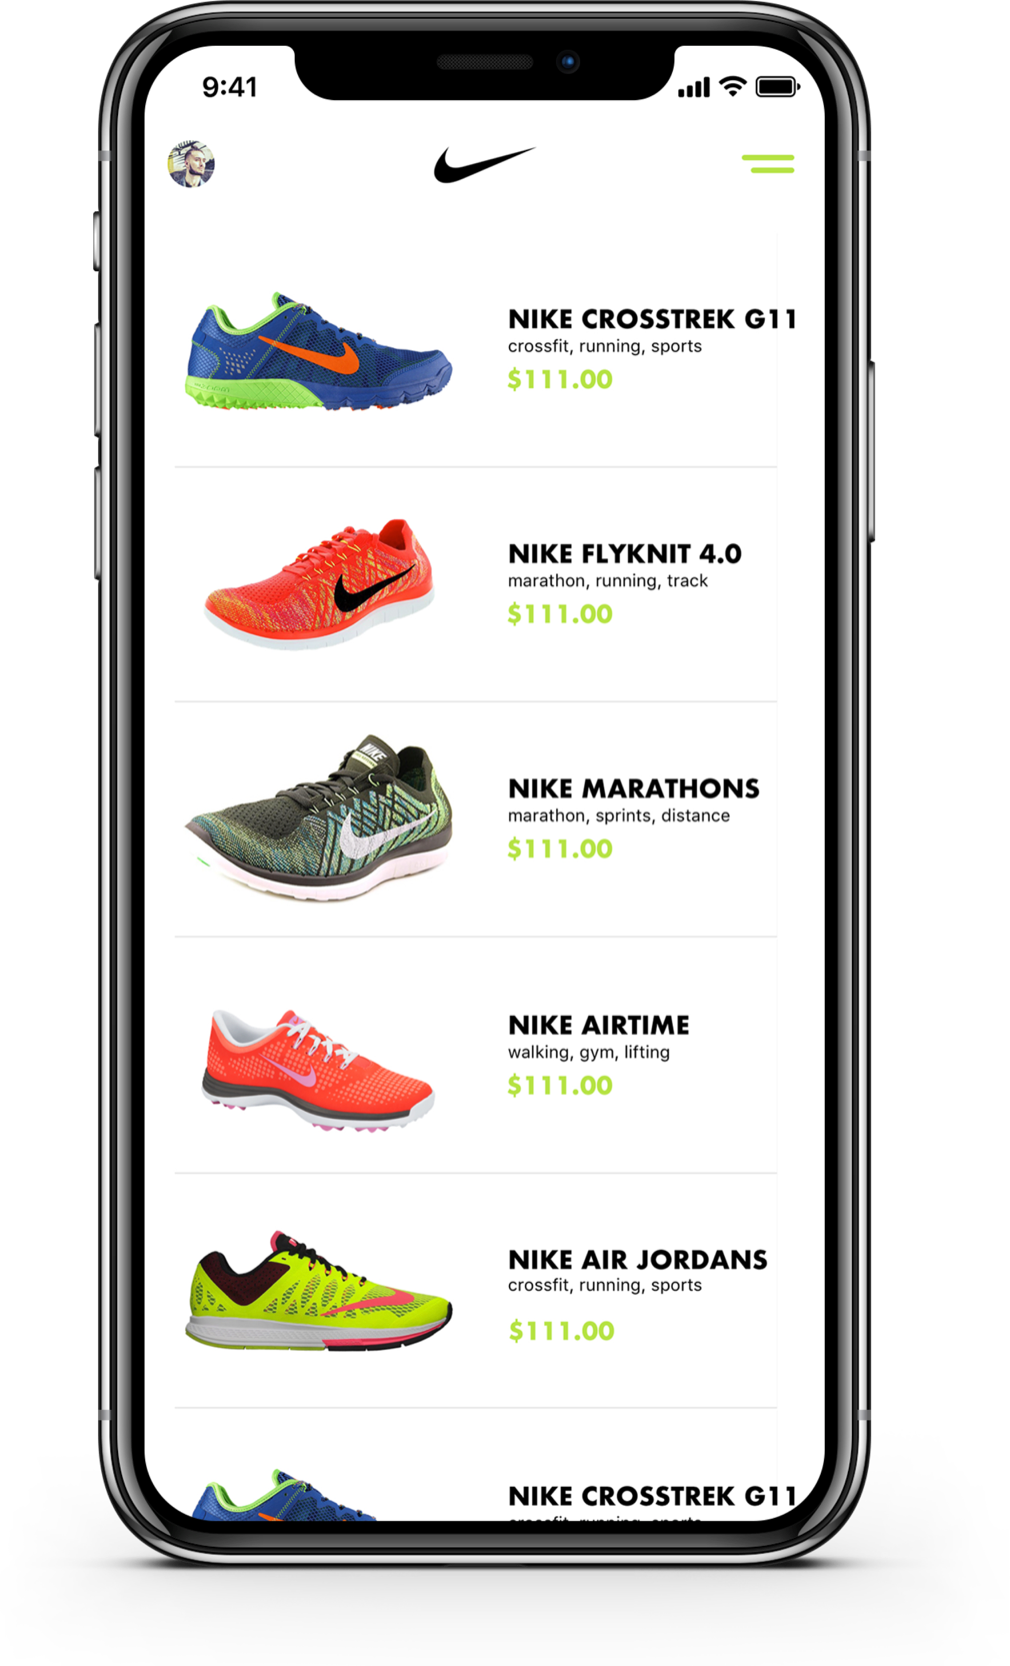 9:41
NIKE CROSSTREK G11
crossfit, running, sports
$111.00
NIKE FLYKNIT 4.0
marathon, running, track
$111.00
NIKE
NIKE MARATHONS
marathon, sprints, distance
$111.00
NIKE AIRTIME
walking, gym, lifting
$111.00
NIKE AIR JORDANS
crossfit, running, sports
$111.00
NIKE CROSSTREK G11